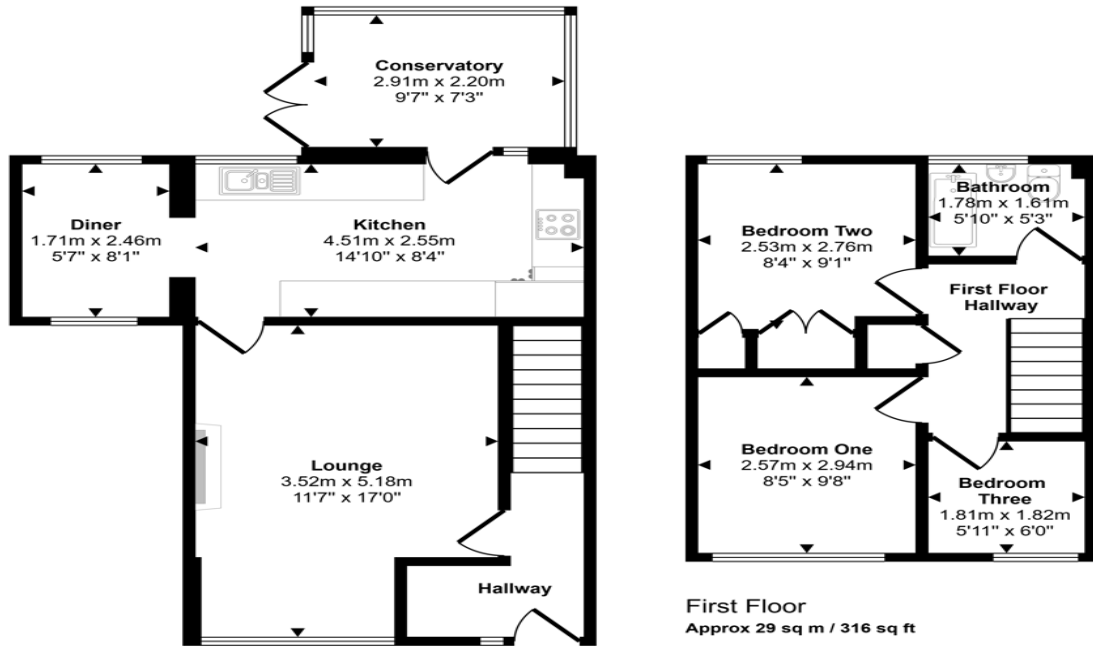 Conservatory
2.91m x 2.20m
9'7" x 7'3"
Diner
1.71m x 2.46m
5'7" x 8'1"
Kitchen
4.51m x 2.55m
14'10" x 8'4"
Lounge
3.52m x 5.18m
11'7" x 17'0"
Hallway
Bedroom Two
2.53m x 2.76m
8'4" x 9'1"
Bathroom
1.78m x 1.61m
5'10" x 5'3"
First Floor
Hallway
Bedroom One
2.57m x 2.94m
8'5" x 9'8"
Bedroom
Three
1.81m x 1.82m
5'11" x 6'0"
First Floor
Approx 29 sq m / 316 sq ft